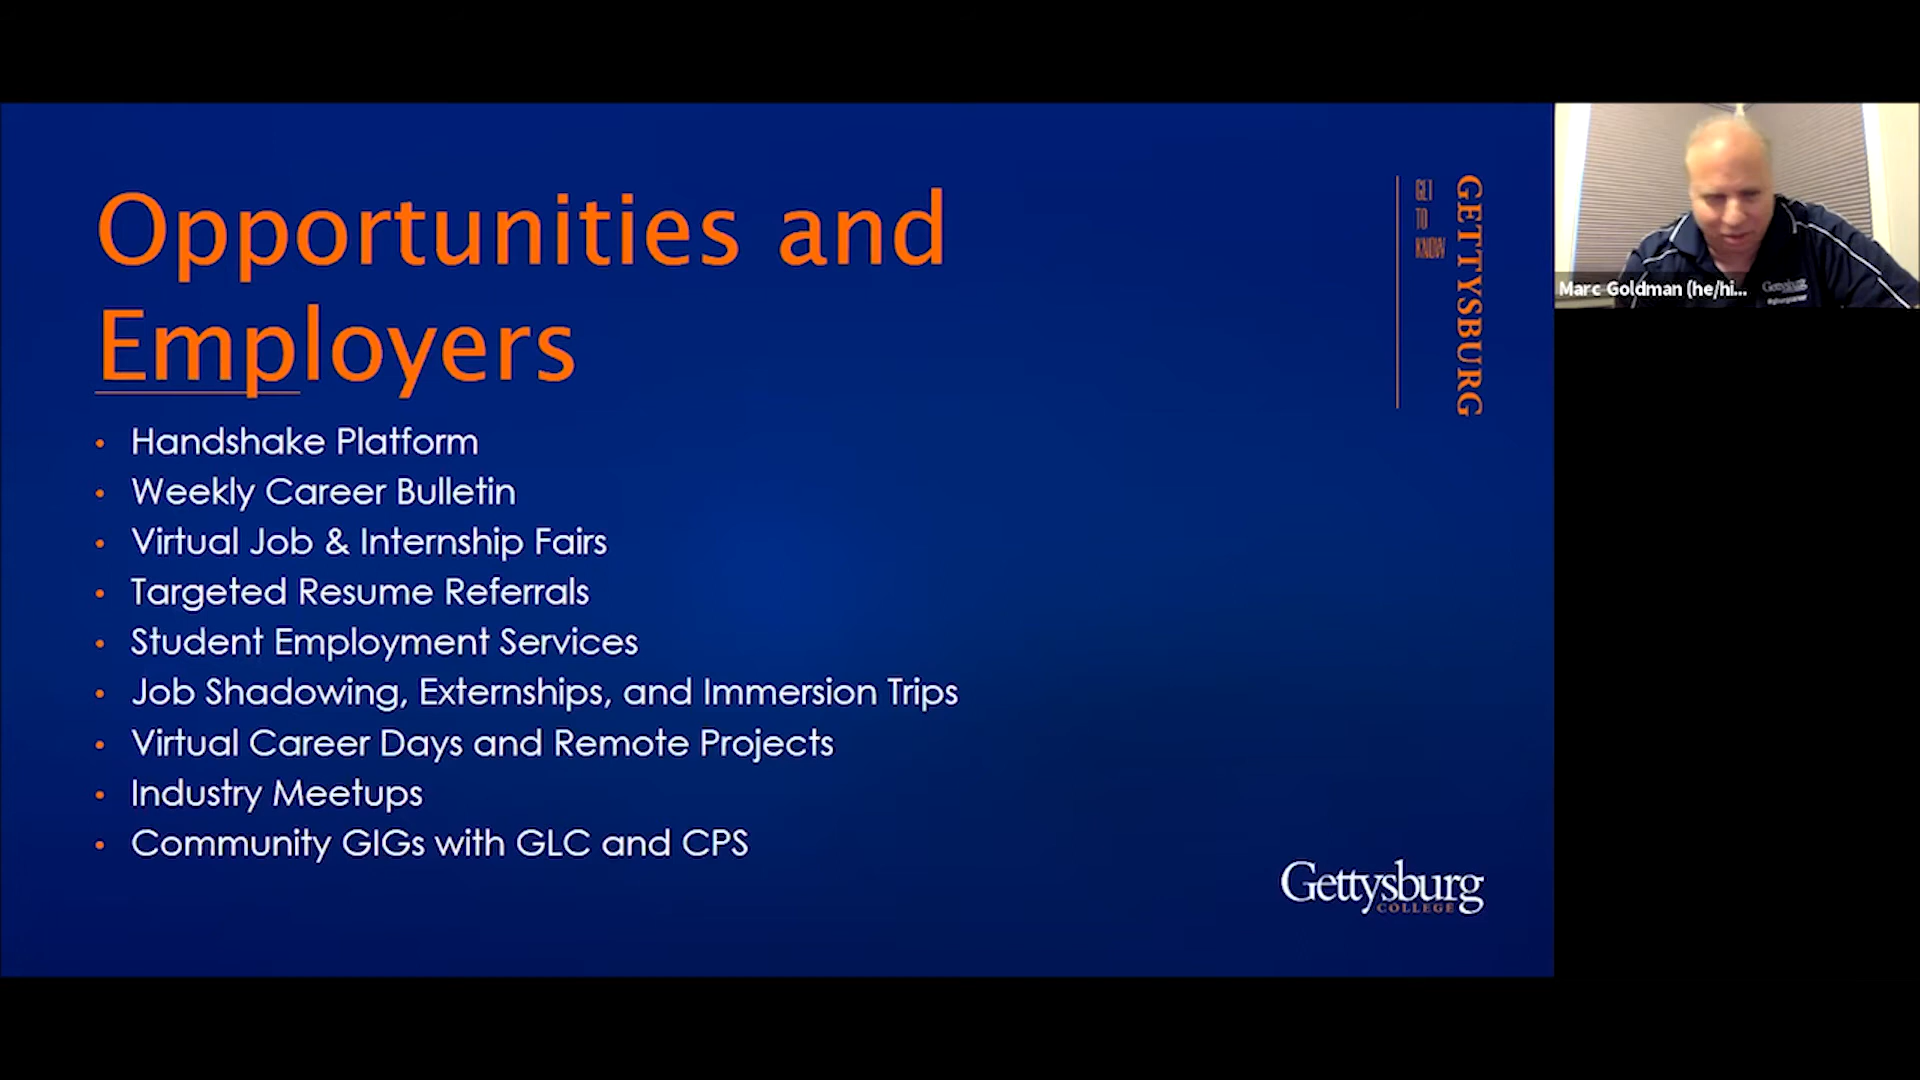 Opportunities and
Employers
• Handshake Platform
• Weekly Career Bulletin
• Virtual Job & Internship Fairs
• Targeted Resume Referrals
• Student Employment Services
• Job Shadowing, Externships, and Immersion Trips
• Virtual Career Days and Remote Projects
• Industry Meetups
• Community GIGs with GLC and CPS
GET
TO
KNOW
GETTYSBURG
Gettysburg
COLLEGE
Marc Goldman (he/hi...
Gettysburg